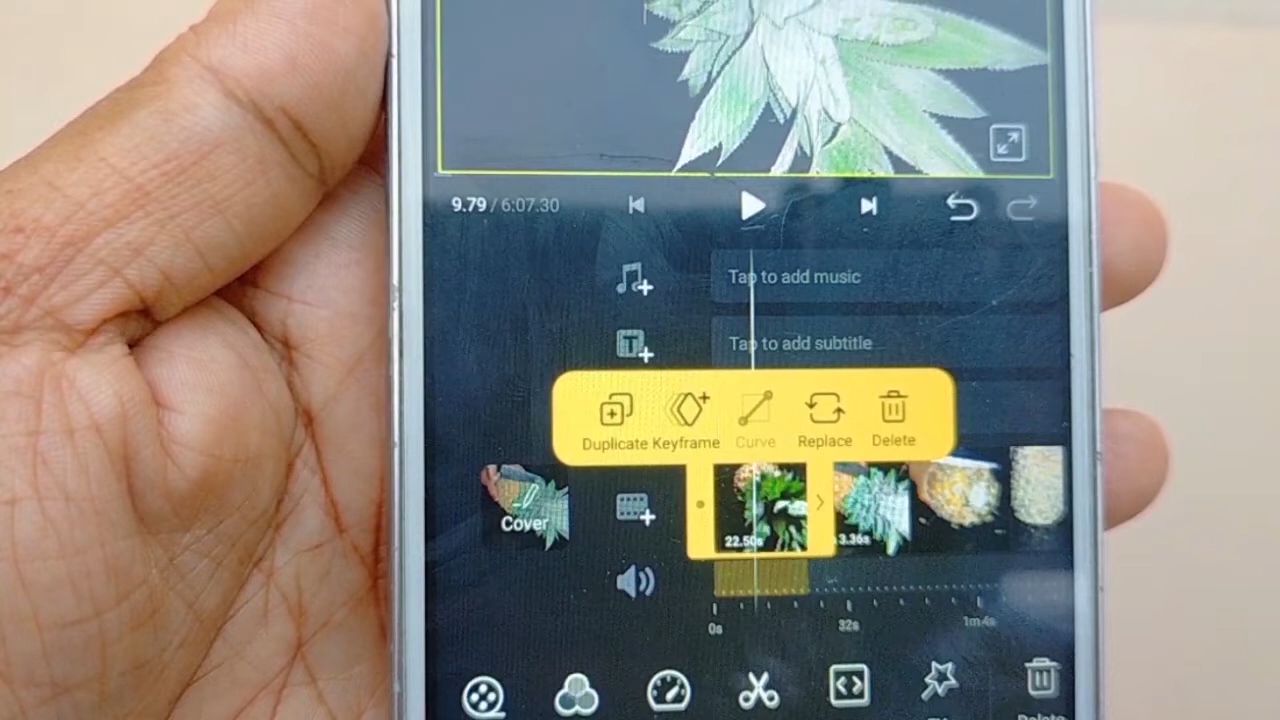 9.79 / 6:07.30
Tap to add music
Tap to add subtitle
Duplicate Keyframe Curve Replace Delete
Cover
22.50s
3.36s
0s 32s 1m4s
Delete